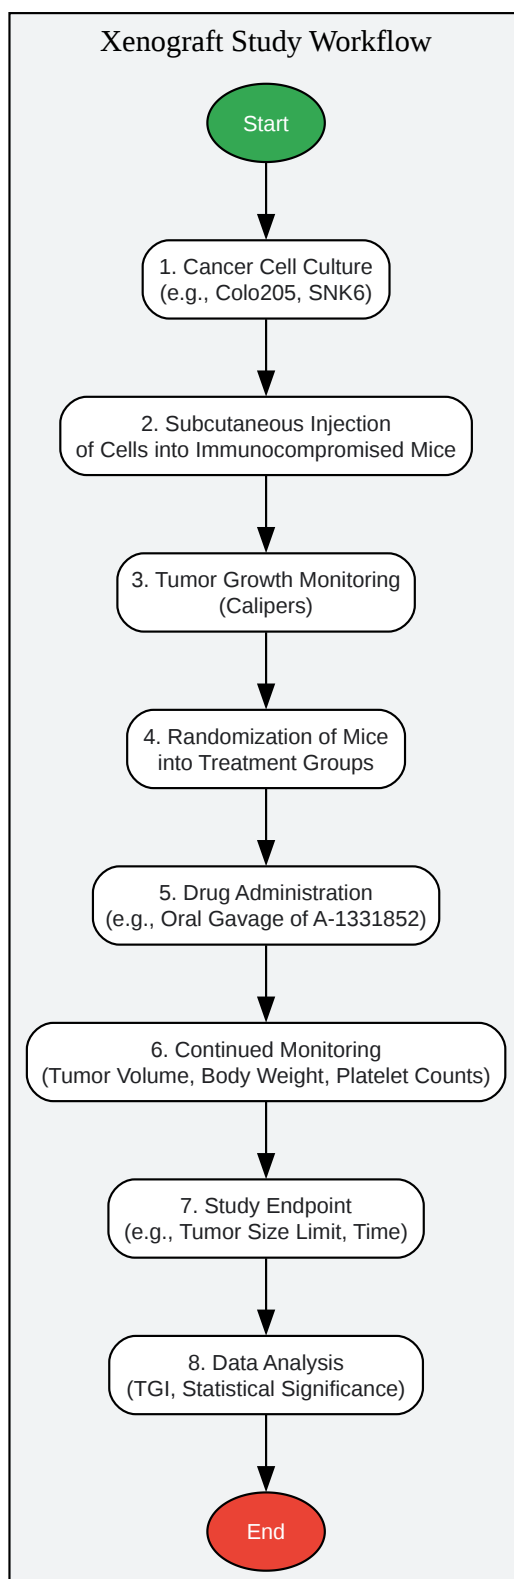 Xenograft Study Workflow
Start
1. Cancer Cell Culture
(e.g., Colo205, SNK6)
2. Subcutaneous Injection
of Cells into Immunocompromised Mice
3. Tumor Growth Monitoring
(Calipers)
4. Randomization of Mice
into Treatment Groups
5. Drug Administration
(e.g., Oral Gavage of A-1331852)
6. Continued Monitoring
(Tumor Volume, Body Weight, Platelet Counts)
7. Study Endpoint
(e.g., Tumor Size Limit, Time)
8. Data Analysis
(TGI, Statistical Significance)
End